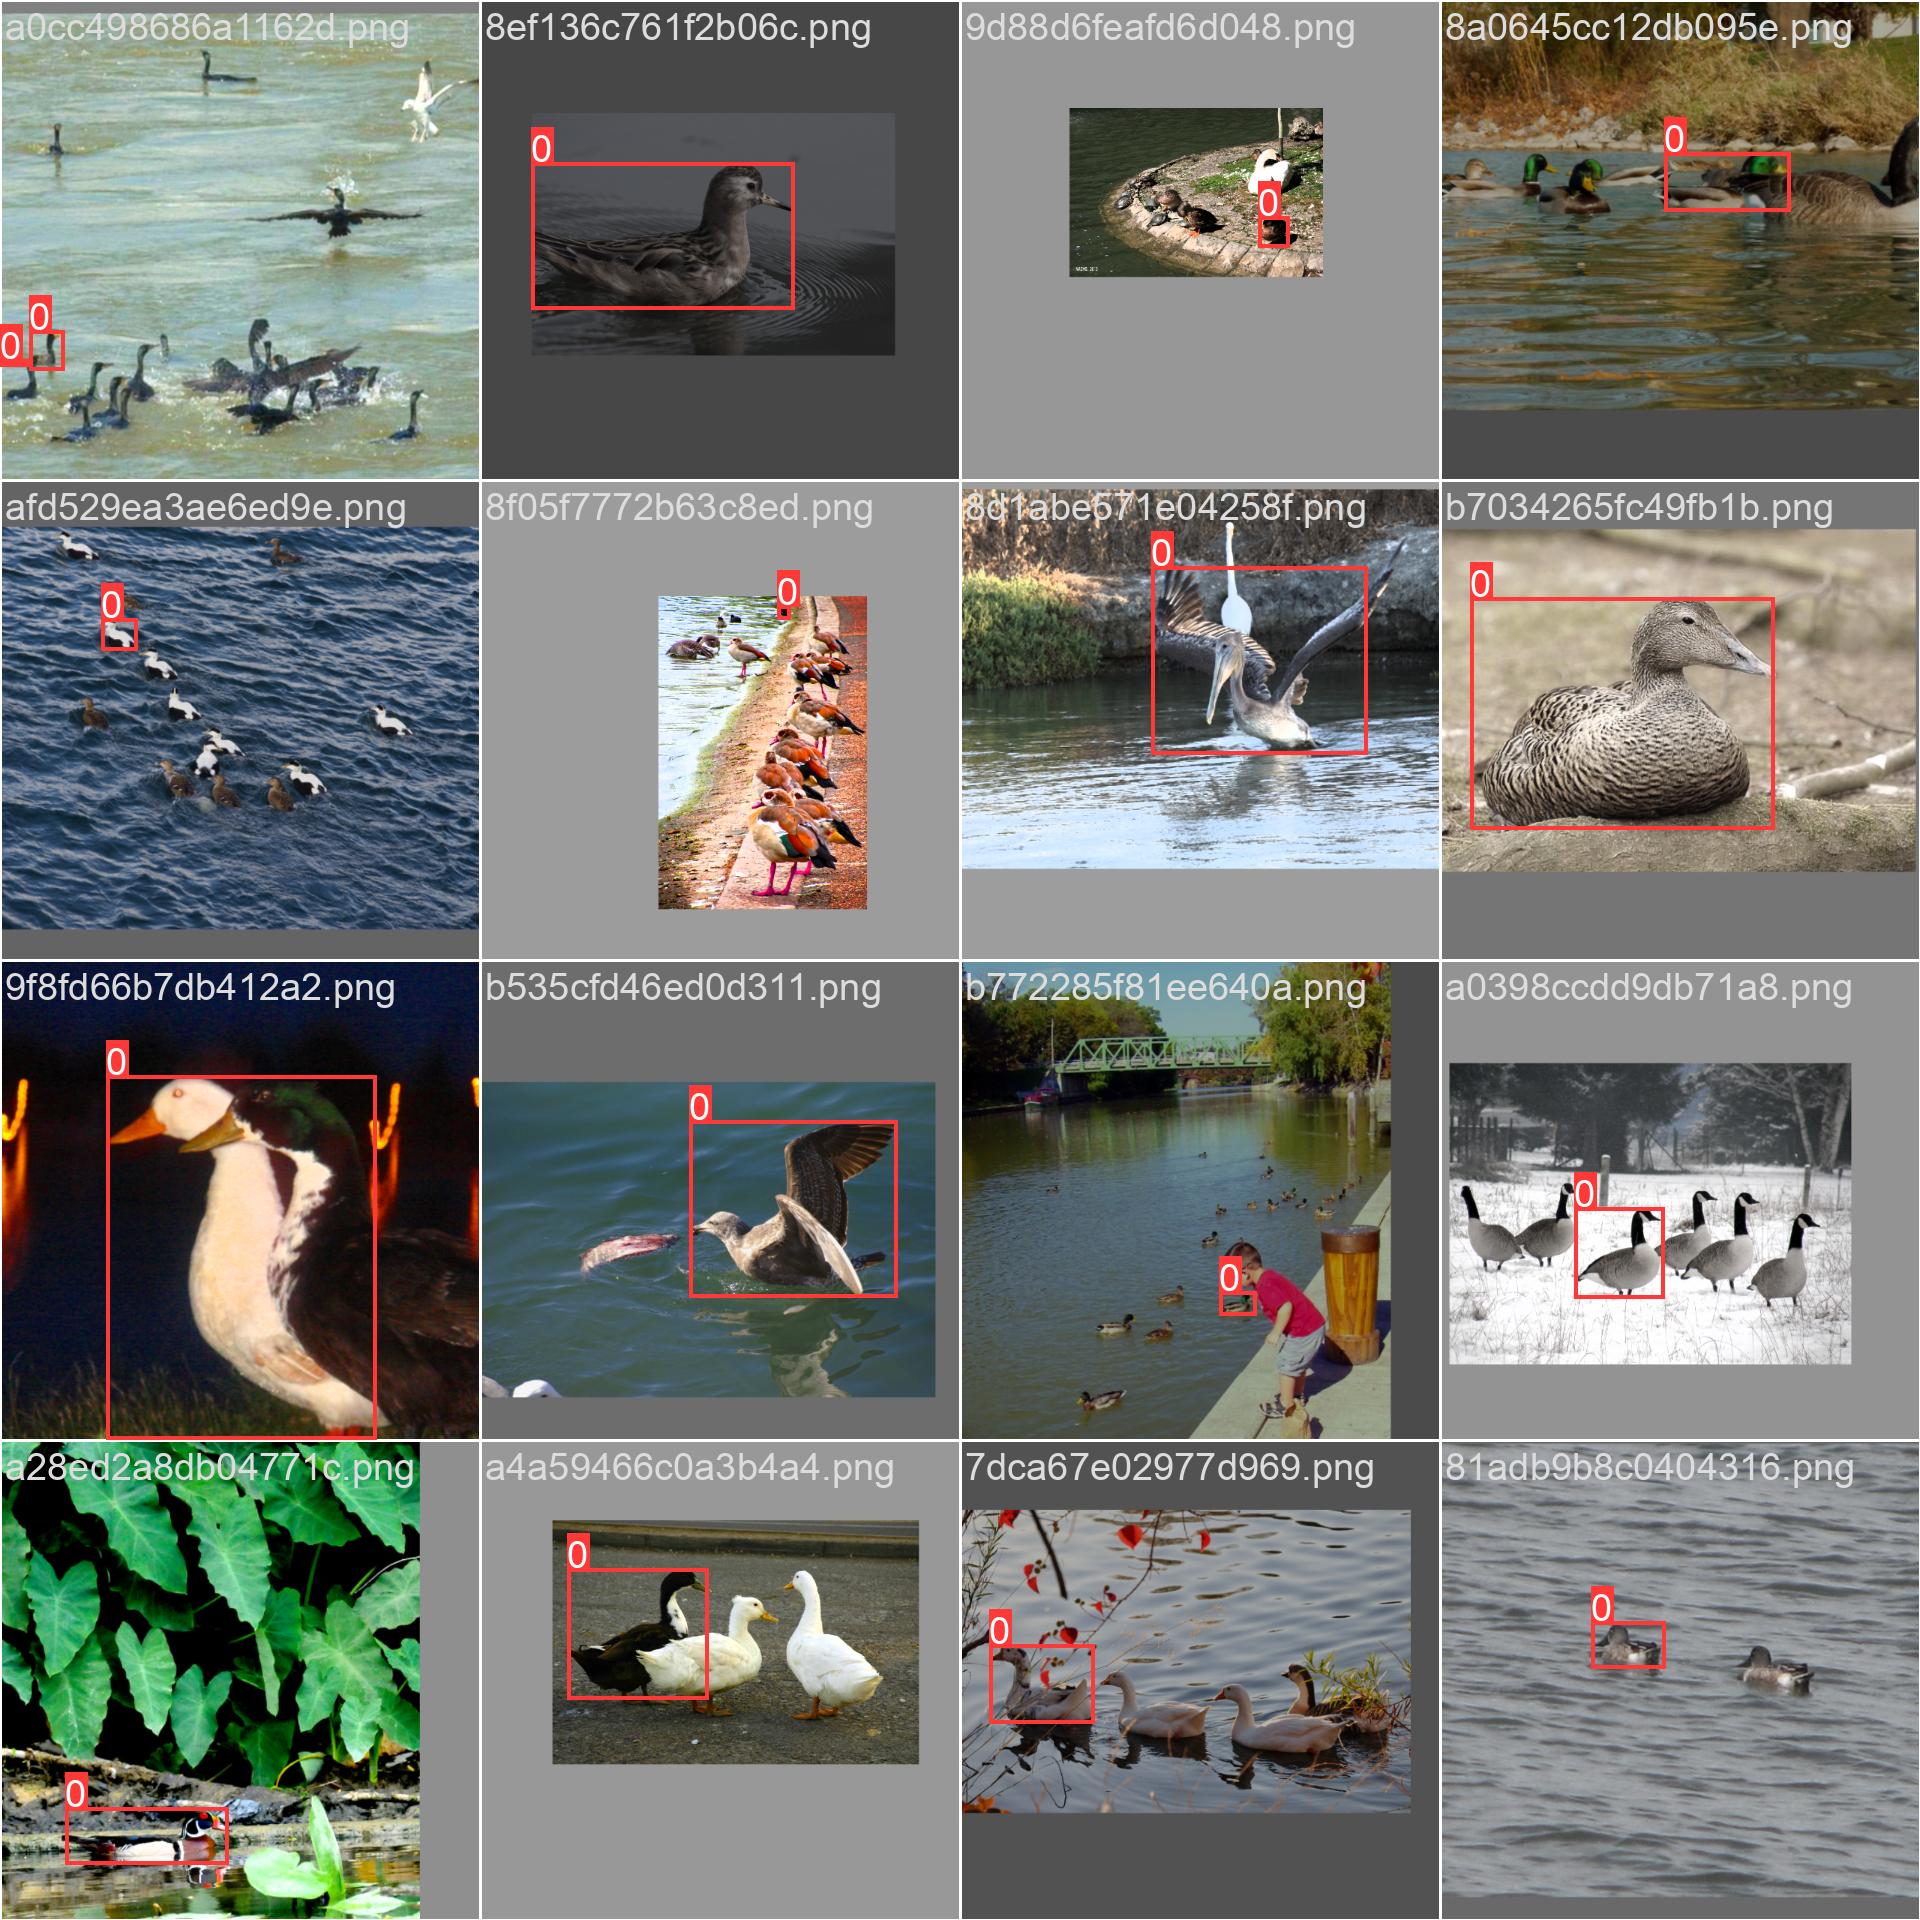 a0cc498686a1162d.png
8ef136c761f2b06c.png
9d88d6feafd6d048.png
8a0645cc12db095e.png
0
0
0
0
0
afd529ea3ae6ed9e.png
8f05f7772b63c8ed.png
8d1abe571e04258f.png
b7034265fc49fb1b.png
0
0
0
0
9f8fd66b7db412a2.png
b535cfd46ed0d311.png
b772285f81ee640a.png
a0398ccdd9db71a8.png
0
0
0
0
a28ed2a8db04771c.png
a4a59466c0a3b4a4.png
7dca67e02977d969.png
81adb9b8c0404316.png
0
0
0
0